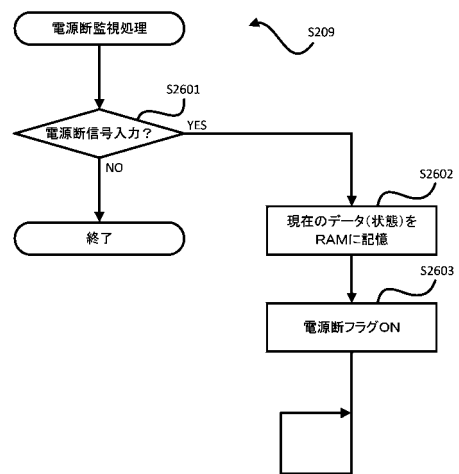 電源断監視処理
S209
S2601
電源断信号入力？
YES
NO
S2602
終了
現在のデータ(状態)を
RAMに記憶
S2603
電源断フラグON